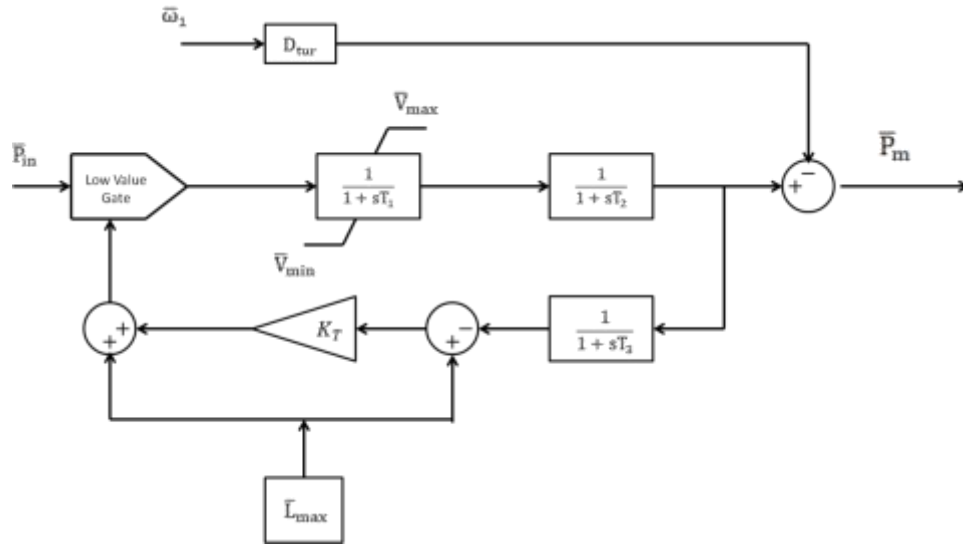 ω̄₁
D_tur
V̄_max
P̄_in
Low Value
Gate
1
1 + sT₁
1
1 + sT₂
+
−
P̄_m
V̄_min
+
+
K_T
−
+
1
1 + sT₃
L̄_max